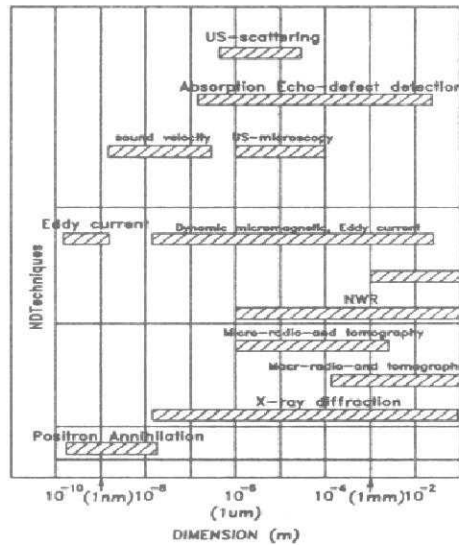 US-scattering
Absorption Echo-defect detection
sound velocity
US-microscopy
Eddy current
Dynamic micromagnetic, Eddy current
NWR
Micro-radio-and tomography
Macr-radio-and tomograph
X-ray diffraction
Positron Annihilation
NDTechniques
10⁻¹⁰ (1nm) 10⁻⁸ 10⁻⁶ 10⁻⁴ (1mm) 10⁻²
(1um)
DIMENSION (m)